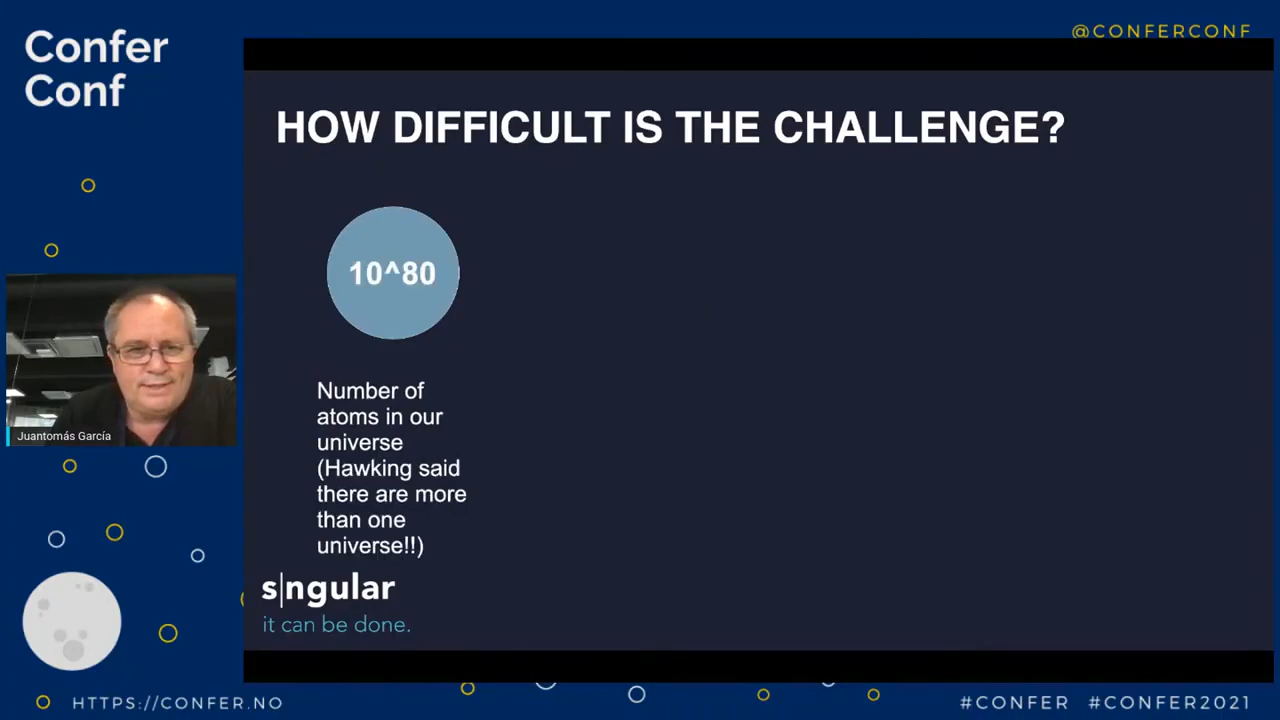 Confer
Conf
@CONFERCONF
HOW DIFFICULT IS THE CHALLENGE?
10^80
Number of
atoms in our
universe
(Hawking said
there are more
than one
universe!!)
Juantomás García
s|ngular
it can be done.
HTTPS://CONFER.NO
#CONFER #CONFER2021